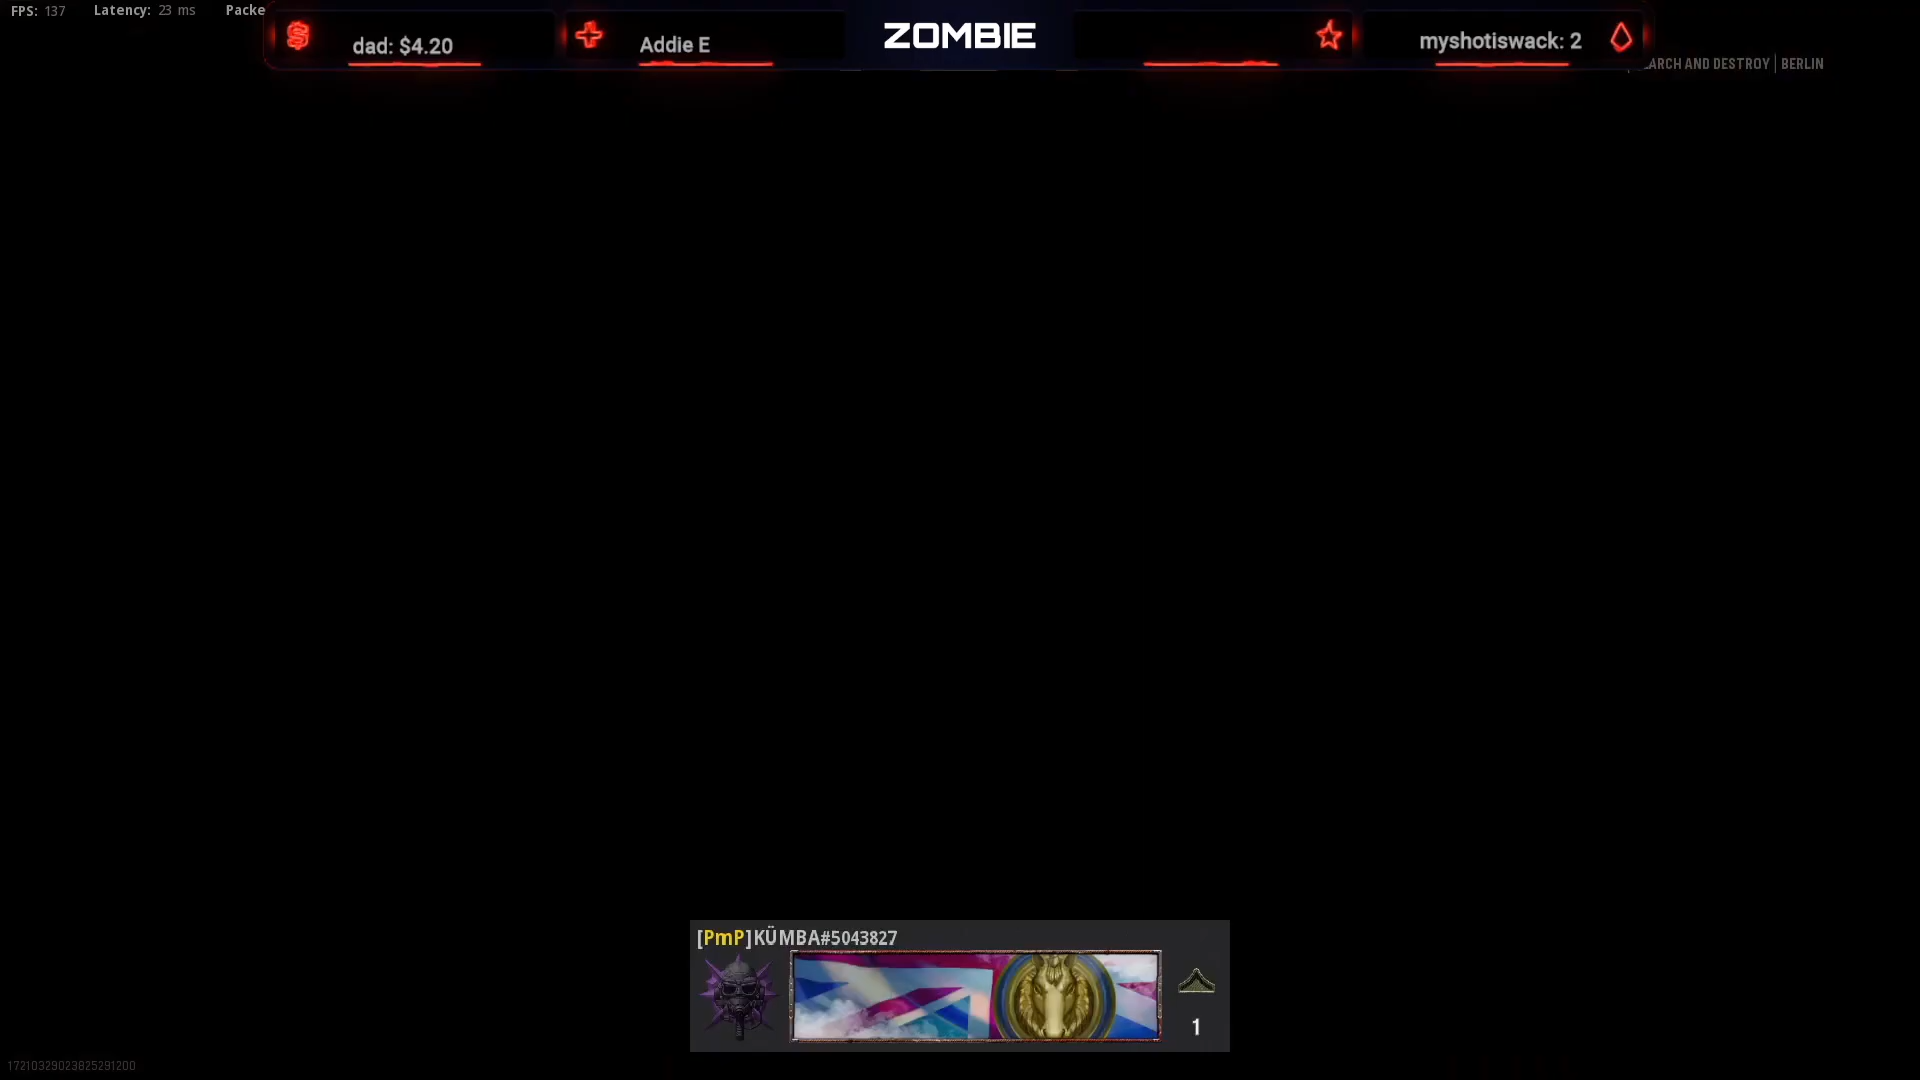 FPS: 137 Latency: 23 ms Packe
dad: $4.20
Addie E
ZOMBIE
myshotiswack: 2
ARCH AND DESTROY | BERLIN
[PmP]KÜMBA#5043827
1
17210329023825291200